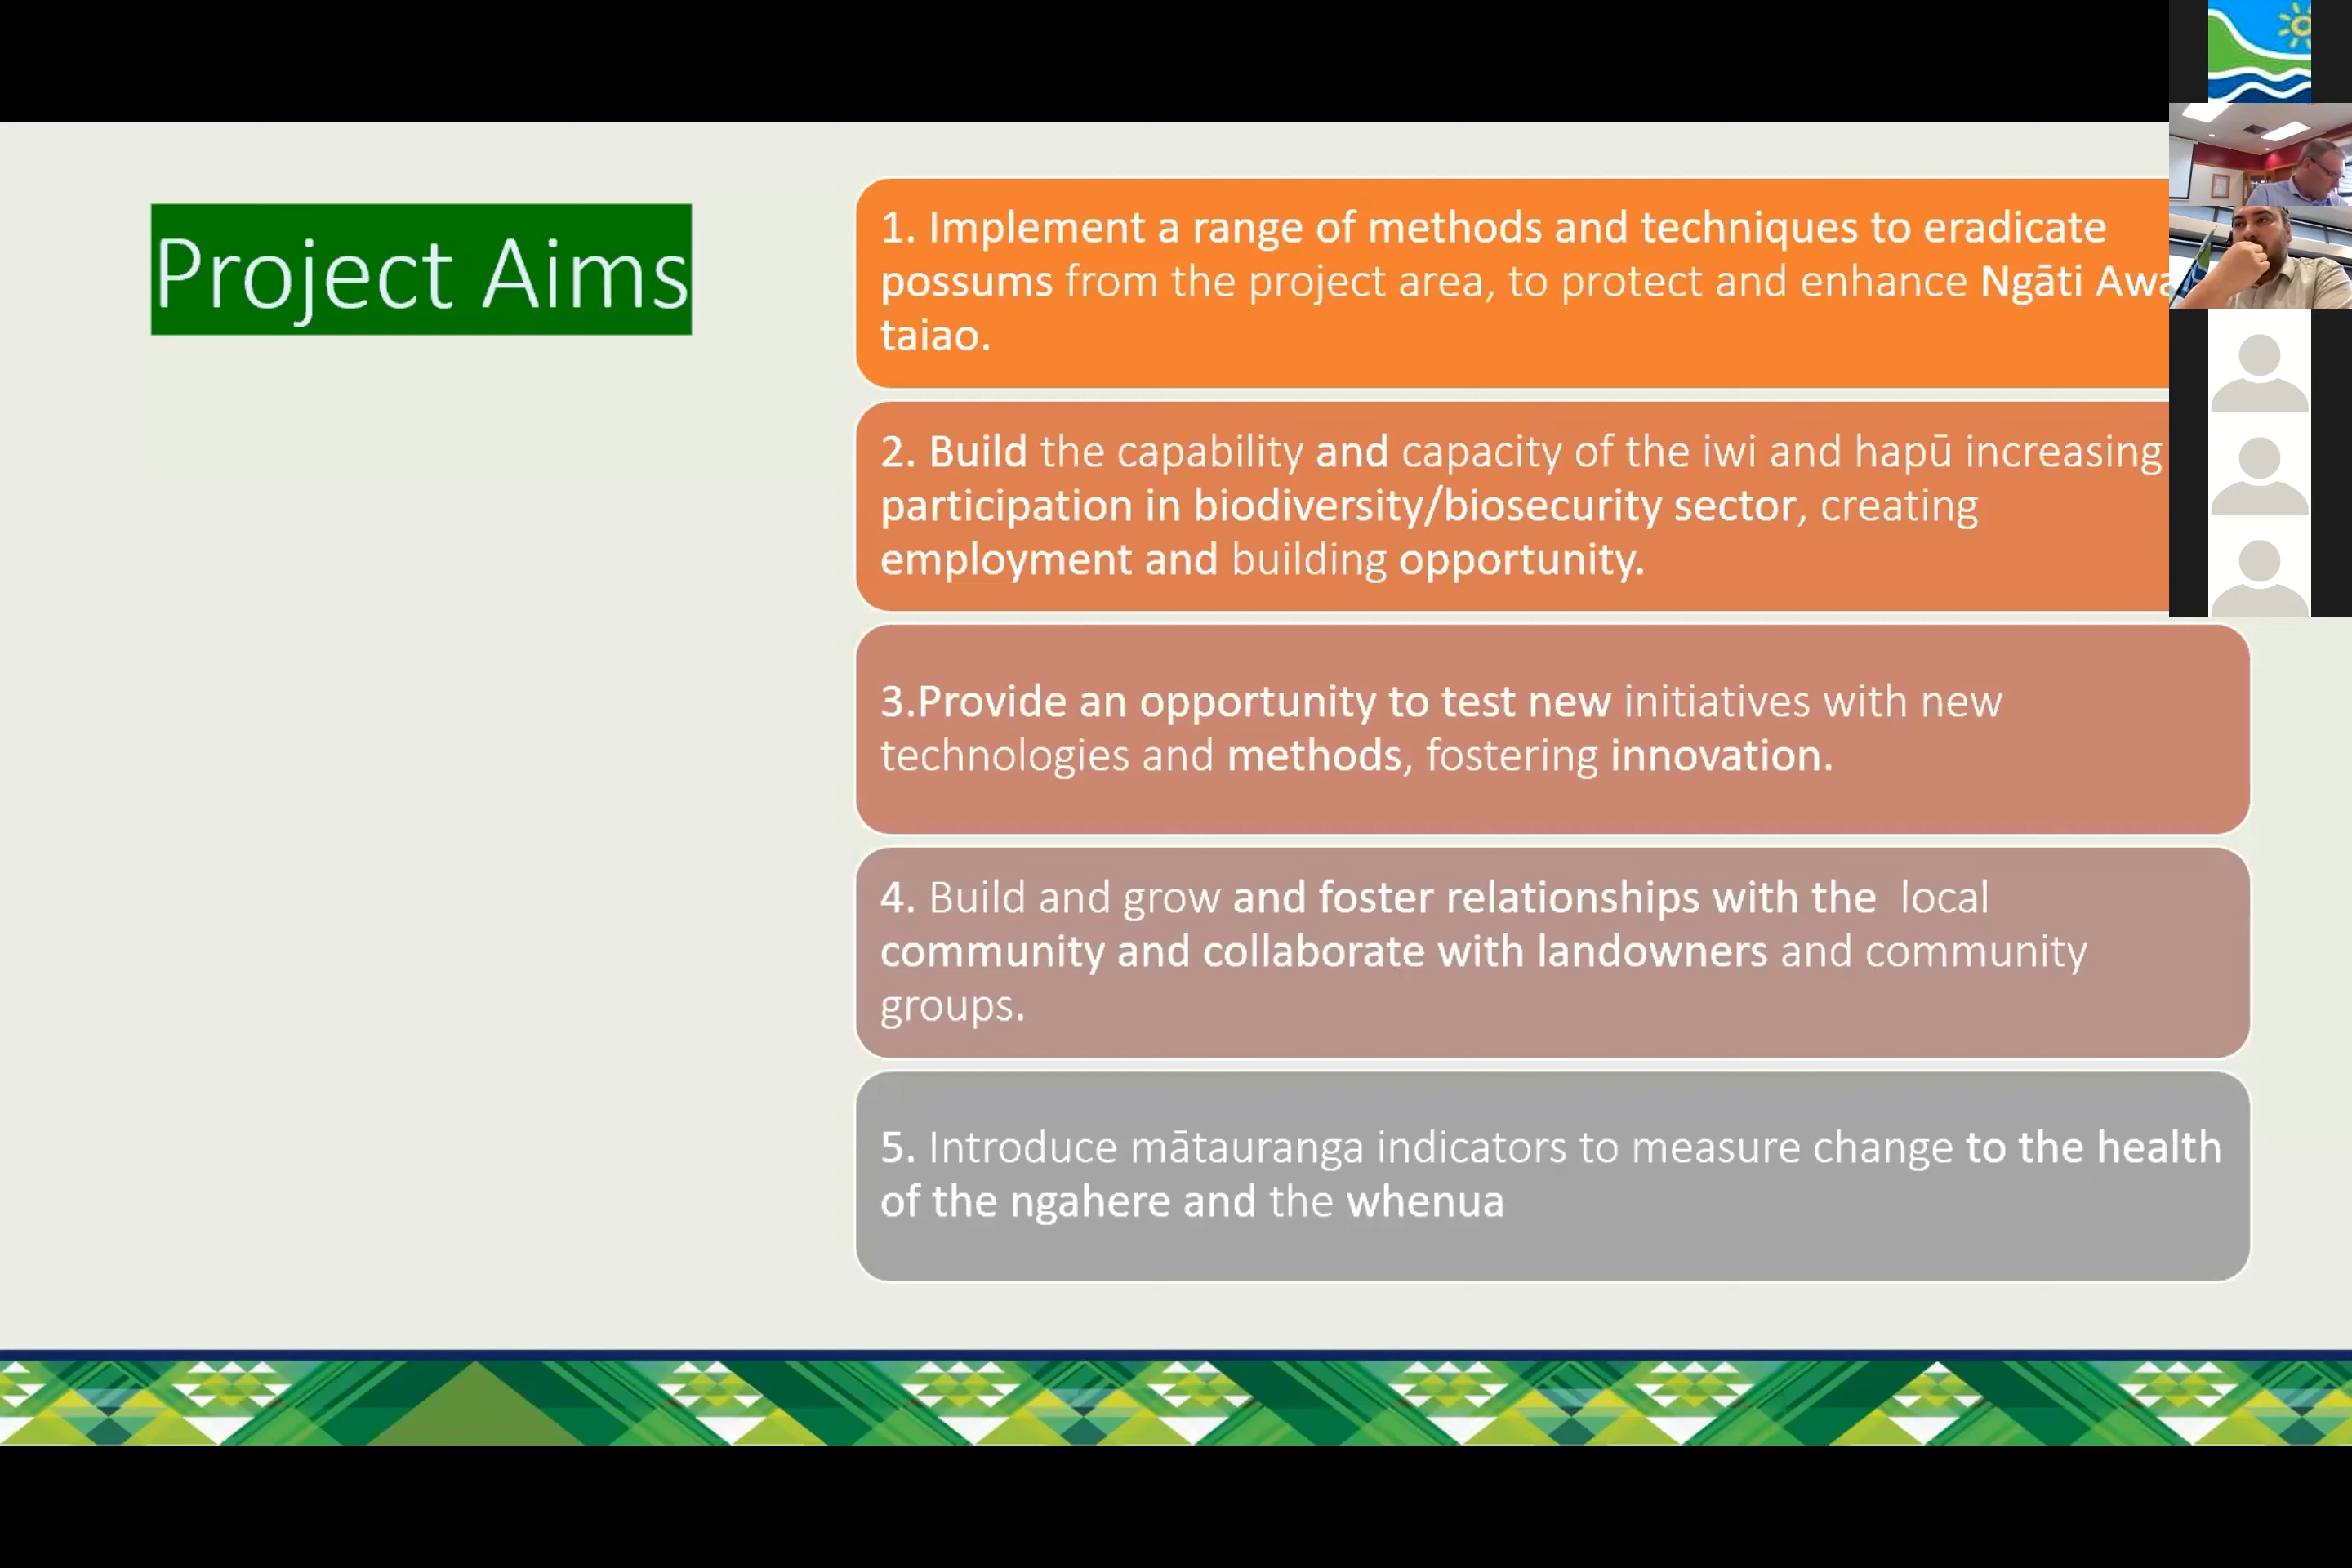 Project Aims
1. Implement a range of methods and techniques to eradicate
possums from the project area, to protect and enhance Ngāti Awa
taiao.
2. Build the capability and capacity of the iwi and hapū increasing
participation in biodiversity/biosecurity sector, creating
employment and building opportunity.
3.Provide an opportunity to test new initiatives with new
technologies and methods, fostering innovation.
4. Build and grow and foster relationships with the local
community and collaborate with landowners and community
groups.
5. Introduce mātauranga indicators to measure change to the health
of the ngahere and the whenua